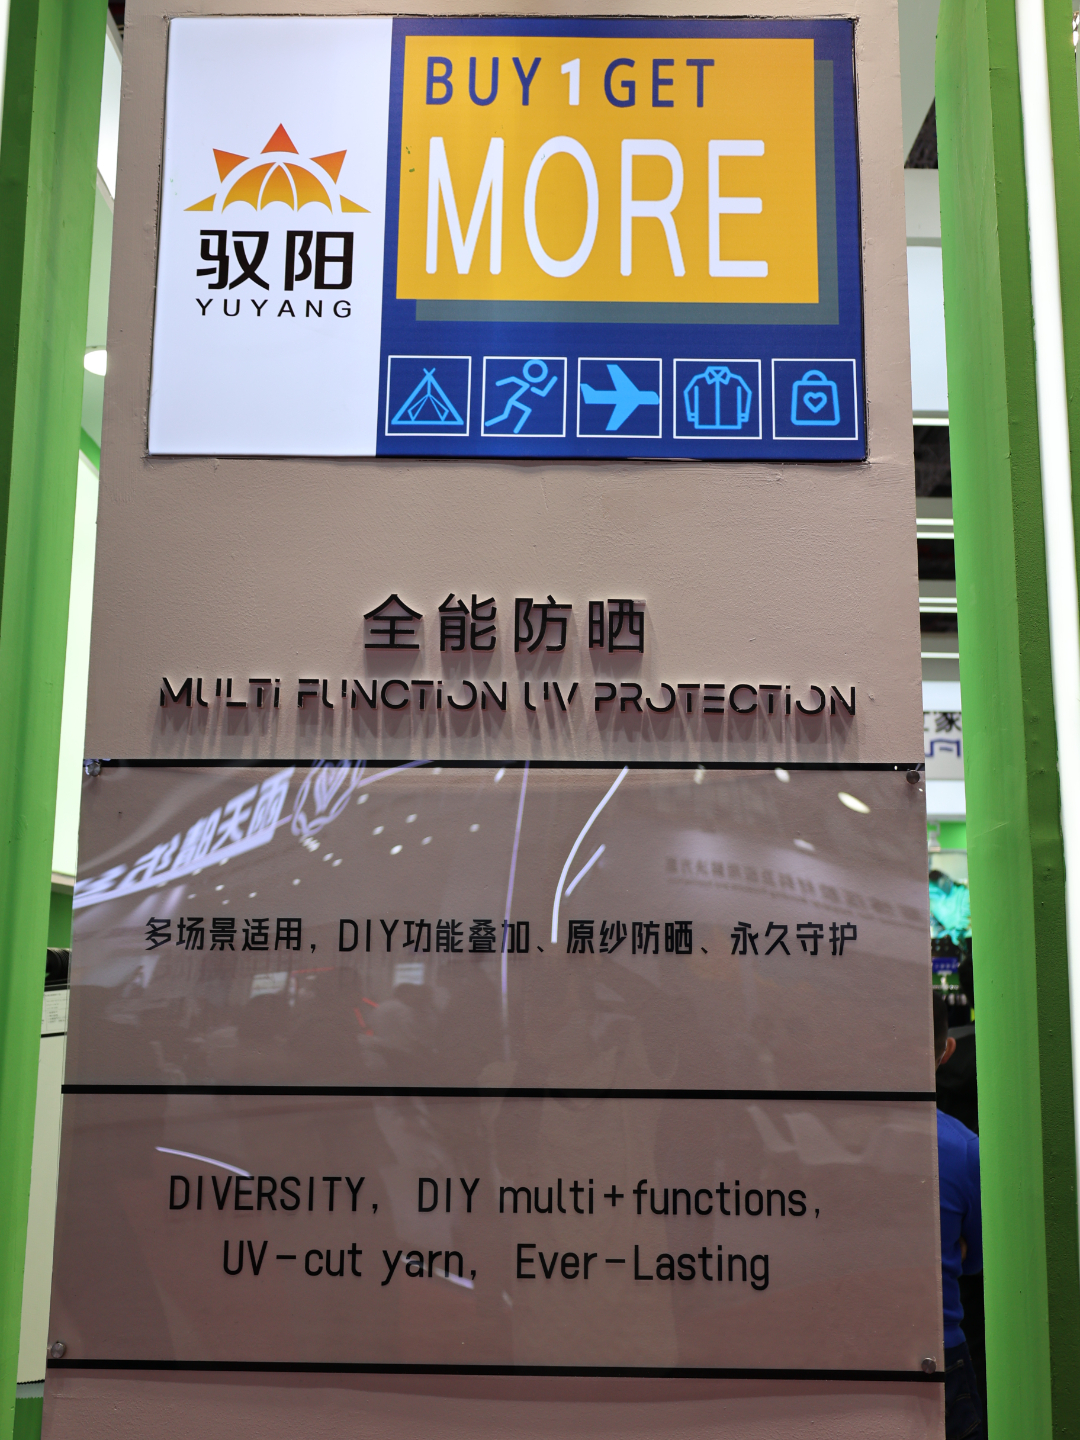 BUY 1 GET
MORE
驭阳
YUYANG
全能防晒
MULTi FUNCTiON UV PROTECTiON
多场景适用，DIY功能叠加、原纱防晒、永久守护
DIVERSITY, DIY multi+functions,
UV-cut yarn, Ever-Lasting